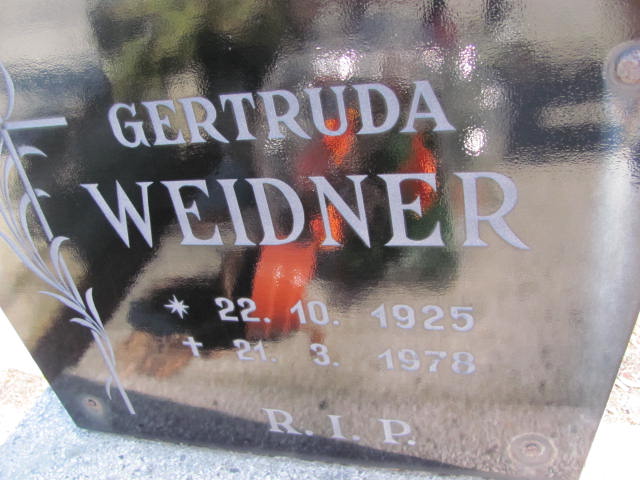 GERTRUDA
WEIDNER
* 22. 10. 1925
† 21. 3. 1978
R. I. P.